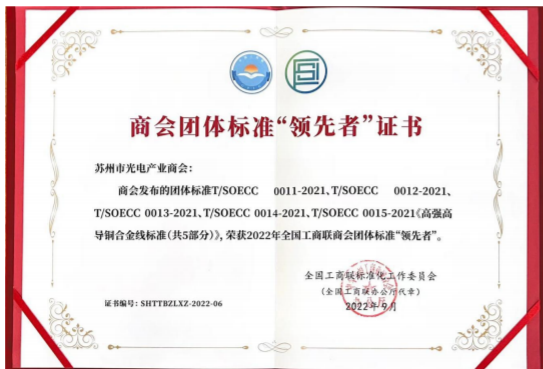 商会团体标准“领先者”证书
苏州市光电产业商会：
商会发布的团体标准T/SOECC 0011-2021、T/SOECC 0012-2021、
T/SOECC 0013-2021、T/SOECC 0014-2021、T/SOECC 0015-2021《高强高
导铜合金线标准（共5部分）》，荣获2022年全国工商联商会团体标准“领先者”。
全国工商联标准化工作委员会
（全国工商联办公厅代章）
证书编号：SHTTBZLXZ-2022-06
2022年9月